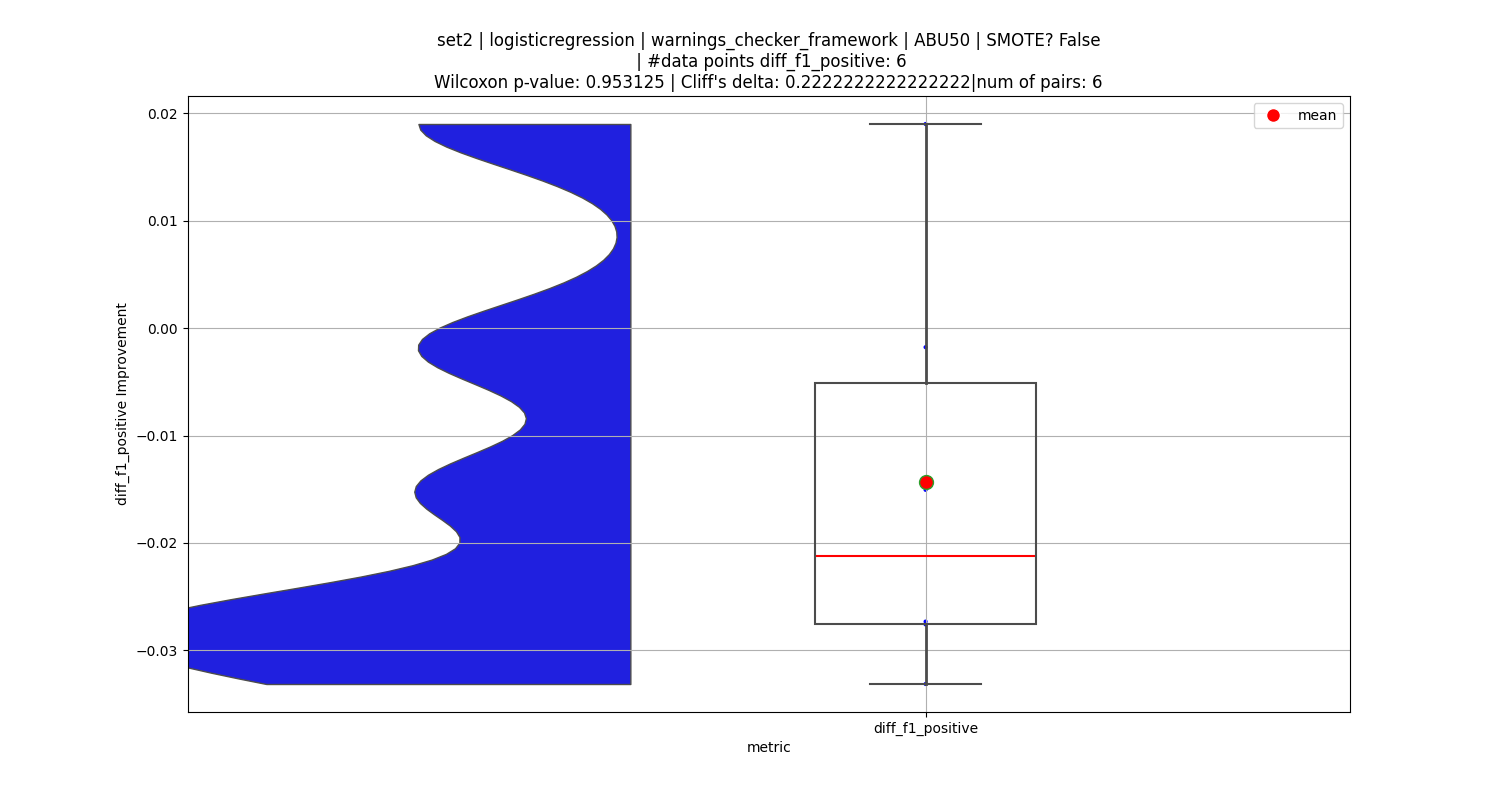 set2 | logisticregression | warnings_checker_framework | ABU50 | SMOTE? False
| #data points diff_f1_positive: 6
Wilcoxon p-value: 0.953125 | Cliff's delta: 0.2222222222222222|num of pairs: 6
mean
0.02
0.01
0.00
−0.01
−0.02
−0.03
diff_f1_positive Improvement
diff_f1_positive
metric